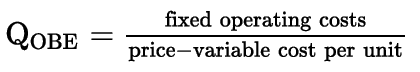 Q_OBE = fixed operating costs / price−variable cost per unit